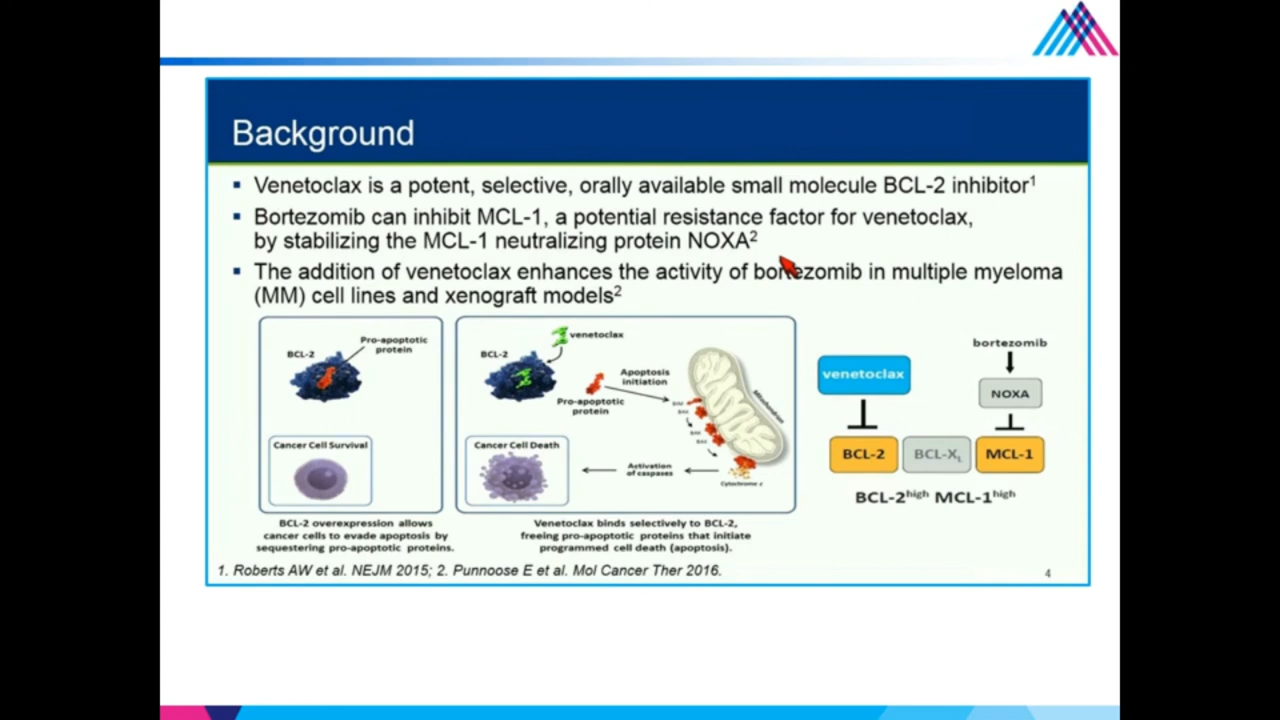 Background
▪ Venetoclax is a potent, selective, orally available small molecule BCL-2 inhibitor1
▪ Bortezomib can inhibit MCL-1, a potential resistance factor for venetoclax,
by stabilizing the MCL-1 neutralizing protein NOXA2
▪ The addition of venetoclax enhances the activity of bortezomib in multiple myeloma
(MM) cell lines and xenograft models2
BCL-2
Pro-apoptotic
protein
Cancer Cell Survival
BCL-2 overexpression allows
cancer cells to evade apoptosis by
sequestering pro-apoptotic proteins.
venetoclax
BCL-2
Pro-apoptotic
protein
Apoptosis
initiation
Mitochondrion
BAK
BAK
BAK
Cytochrome c
Activation
of caspases
Cancer Cell Death
Venetoclax binds selectively to BCL-2,
freeing pro-apoptotic proteins that initiate
programmed cell death (apoptosis).
venetoclax
bortezomib
NOXA
BCL-2
BCL-XL
MCL-1
BCL-2high MCL-1high
1. Roberts AW et al. NEJM 2015; 2. Punnoose E et al. Mol Cancer Ther 2016.
4